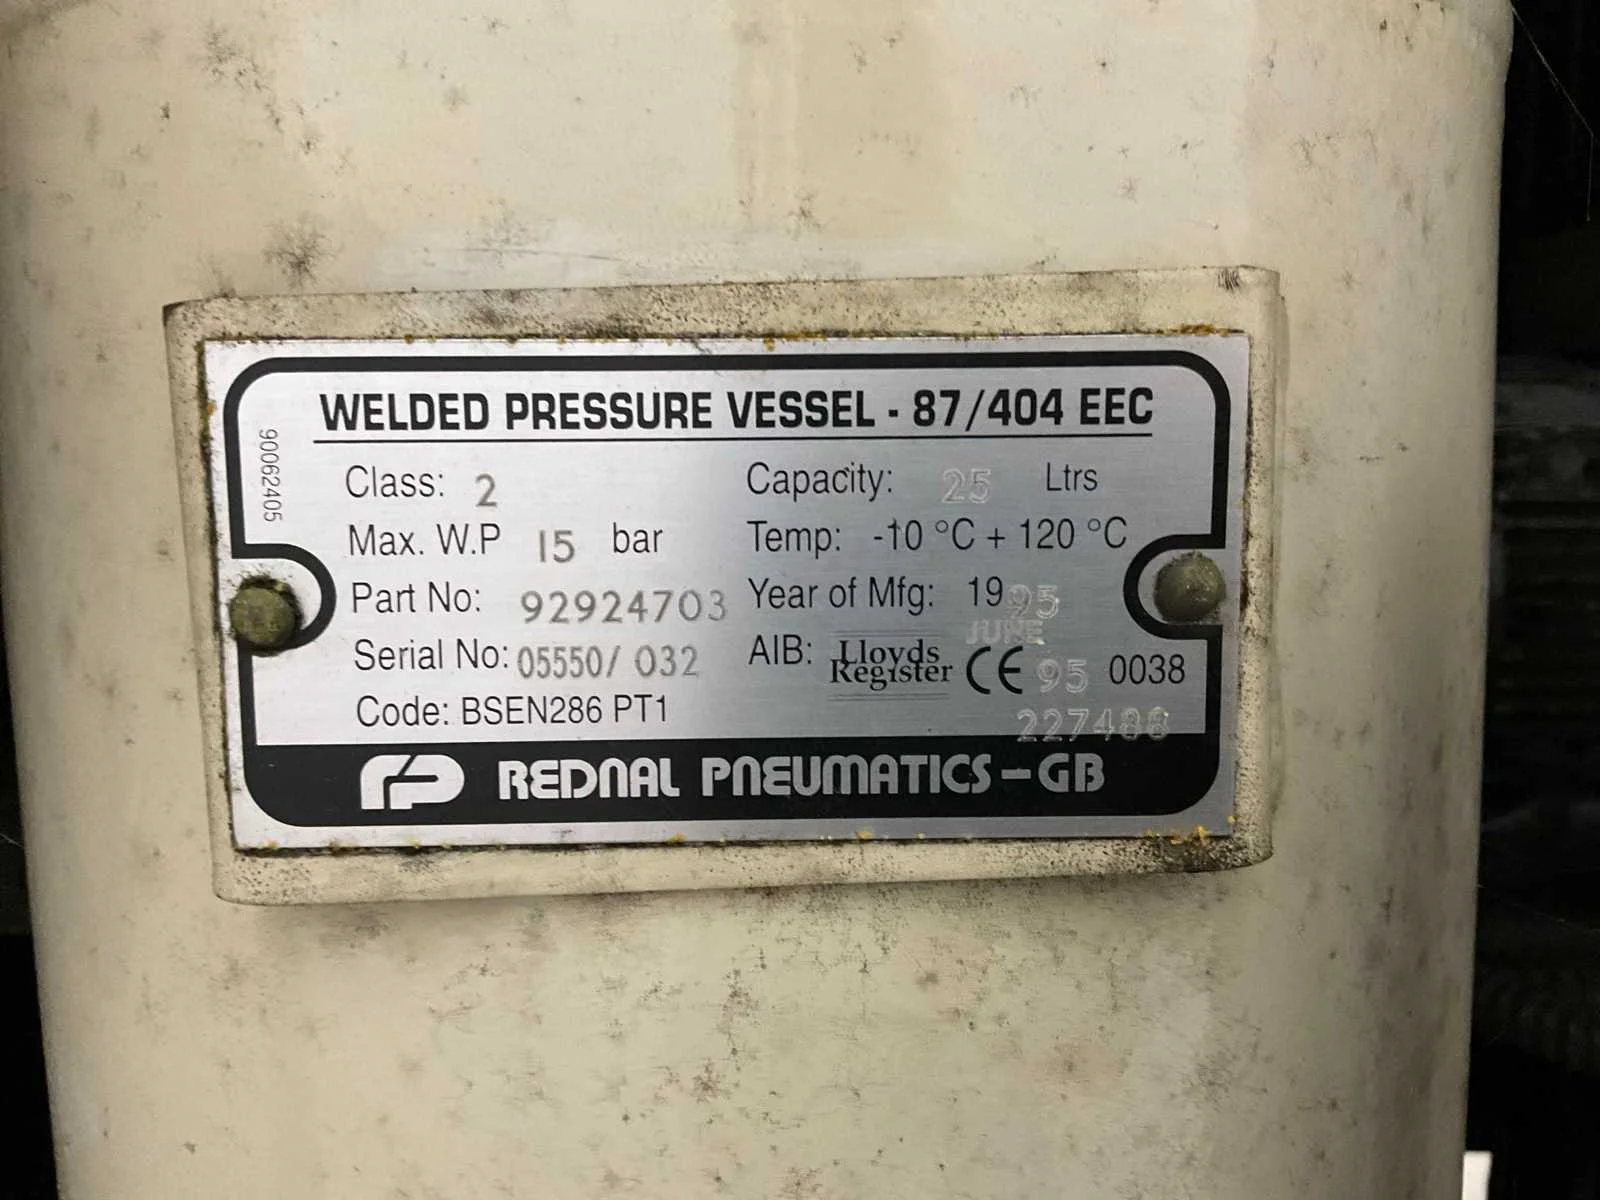 WELDED PRESSURE VESSEL - 87/404 EEC
90062405
Class: 2
Capacity: 25 Ltrs
Max. W.P 15 bar
Temp: -10 °C + 120 °C
Part No: 92924703
Year of Mfg: 1995
JUNE
Serial No: 05550/ 032
AIB: Lloyds Register CE 95 0038
Code: BSEN286 PT1
227488
REDNAL PNEUMATICS - GB